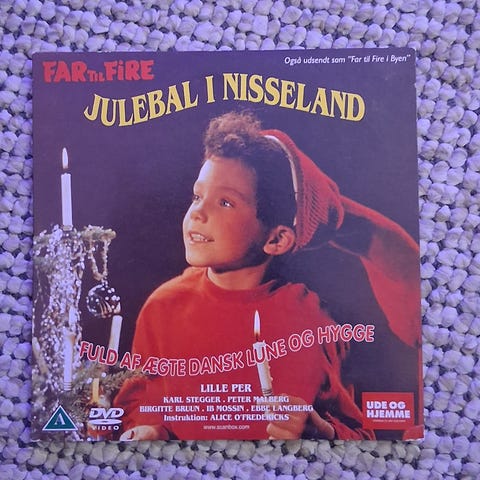 FAR TIL FIRE
Også udsendt som "Far til Fire i Byen"
JULEBAL I NISSELAND
FULD AF ÆGTE DANSK LUNE OG HYGGE
LILLE PER
KARL STEGGER . PETER MALBERG
BIRGITTE BRUUN . IB MOSSIN . EBBE LANGBERG
Instruktion: ALICE O'FREDERICKS
www.scanbox.com
A
DVD
VIDEO
UDE OG
HJEMME